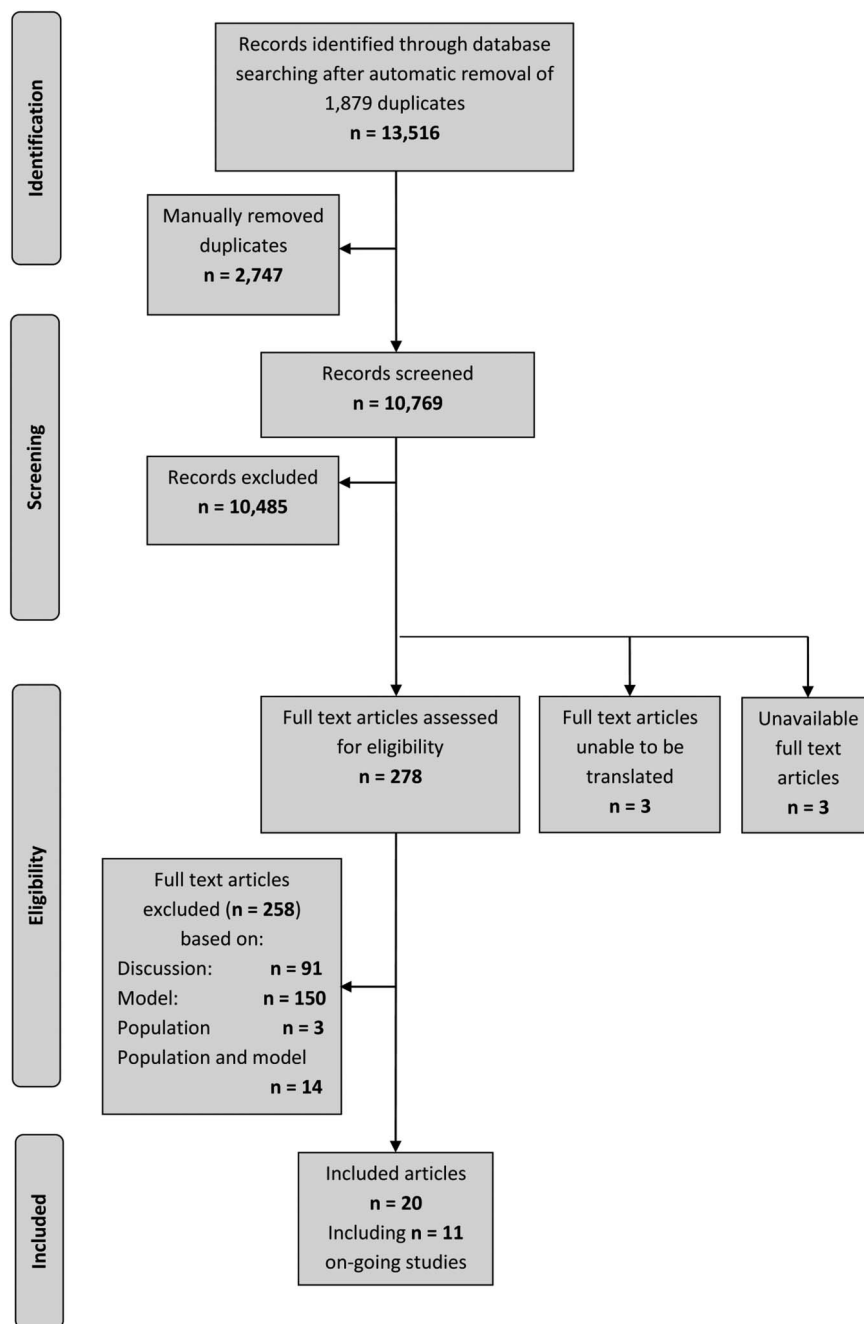 Identification
Records identified through database
searching after automatic removal of
1,879 duplicates
n = 13,516
Manually removed
duplicates
n = 2,747
Screening
Records screened
n = 10,769
Records excluded
n = 10,485
Eligibility
Full text articles assessed
for eligibility
n = 278
Full text articles
unable to be
translated
n = 3
Unavailable
full text
articles
n = 3
Full text articles
excluded (n = 258)
based on:
Discussion: n = 91
Model: n = 150
Population n = 3
Population and model
n = 14
Included
Included articles
n = 20
Including n = 11
on-going studies